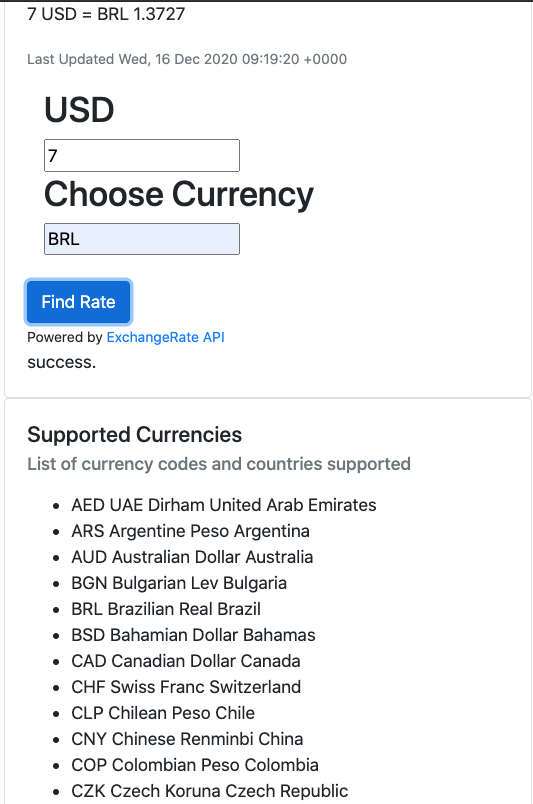 7 USD = BRL 1.3727
Last Updated Wed, 16 Dec 2020 09:19:20 +0000
USD
7
Choose Currency
BRL
Find Rate
Powered by ExchangeRate API
success.
Supported Currencies
List of currency codes and countries supported
• AED UAE Dirham United Arab Emirates
• ARS Argentine Peso Argentina
• AUD Australian Dollar Australia
• BGN Bulgarian Lev Bulgaria
• BRL Brazilian Real Brazil
• BSD Bahamian Dollar Bahamas
• CAD Canadian Dollar Canada
• CHF Swiss Franc Switzerland
• CLP Chilean Peso Chile
• CNY Chinese Renminbi China
• COP Colombian Peso Colombia
• CZK Czech Koruna Czech Republic